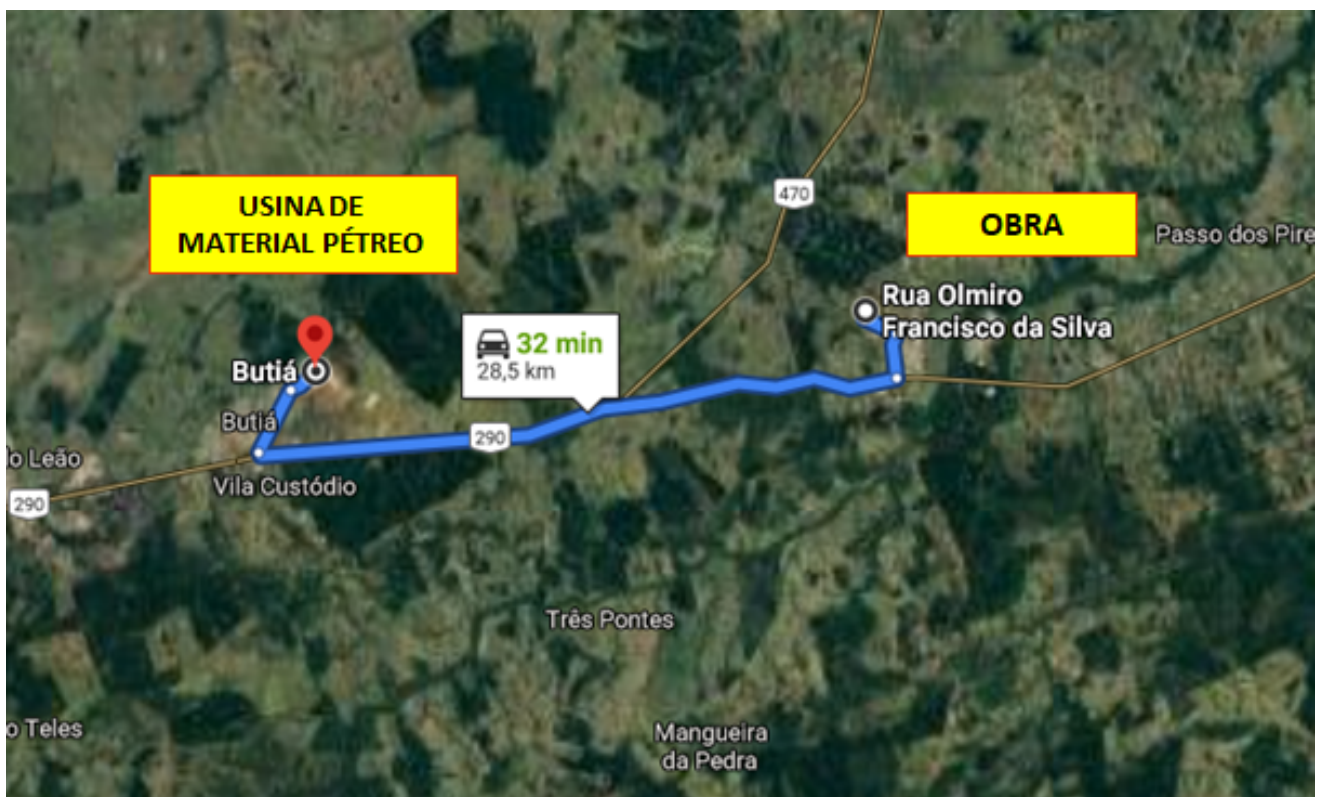 USINA DE
MATERIAL PÉTREO
470
OBRA
Passo dos Pire
Rua Olmiro
Francisco da Silva
32 min
28,5 km
Butiá
Butiá
290
do Leão
Vila Custódio
290
Três Pontes
o Teles
Mangueira
da Pedra